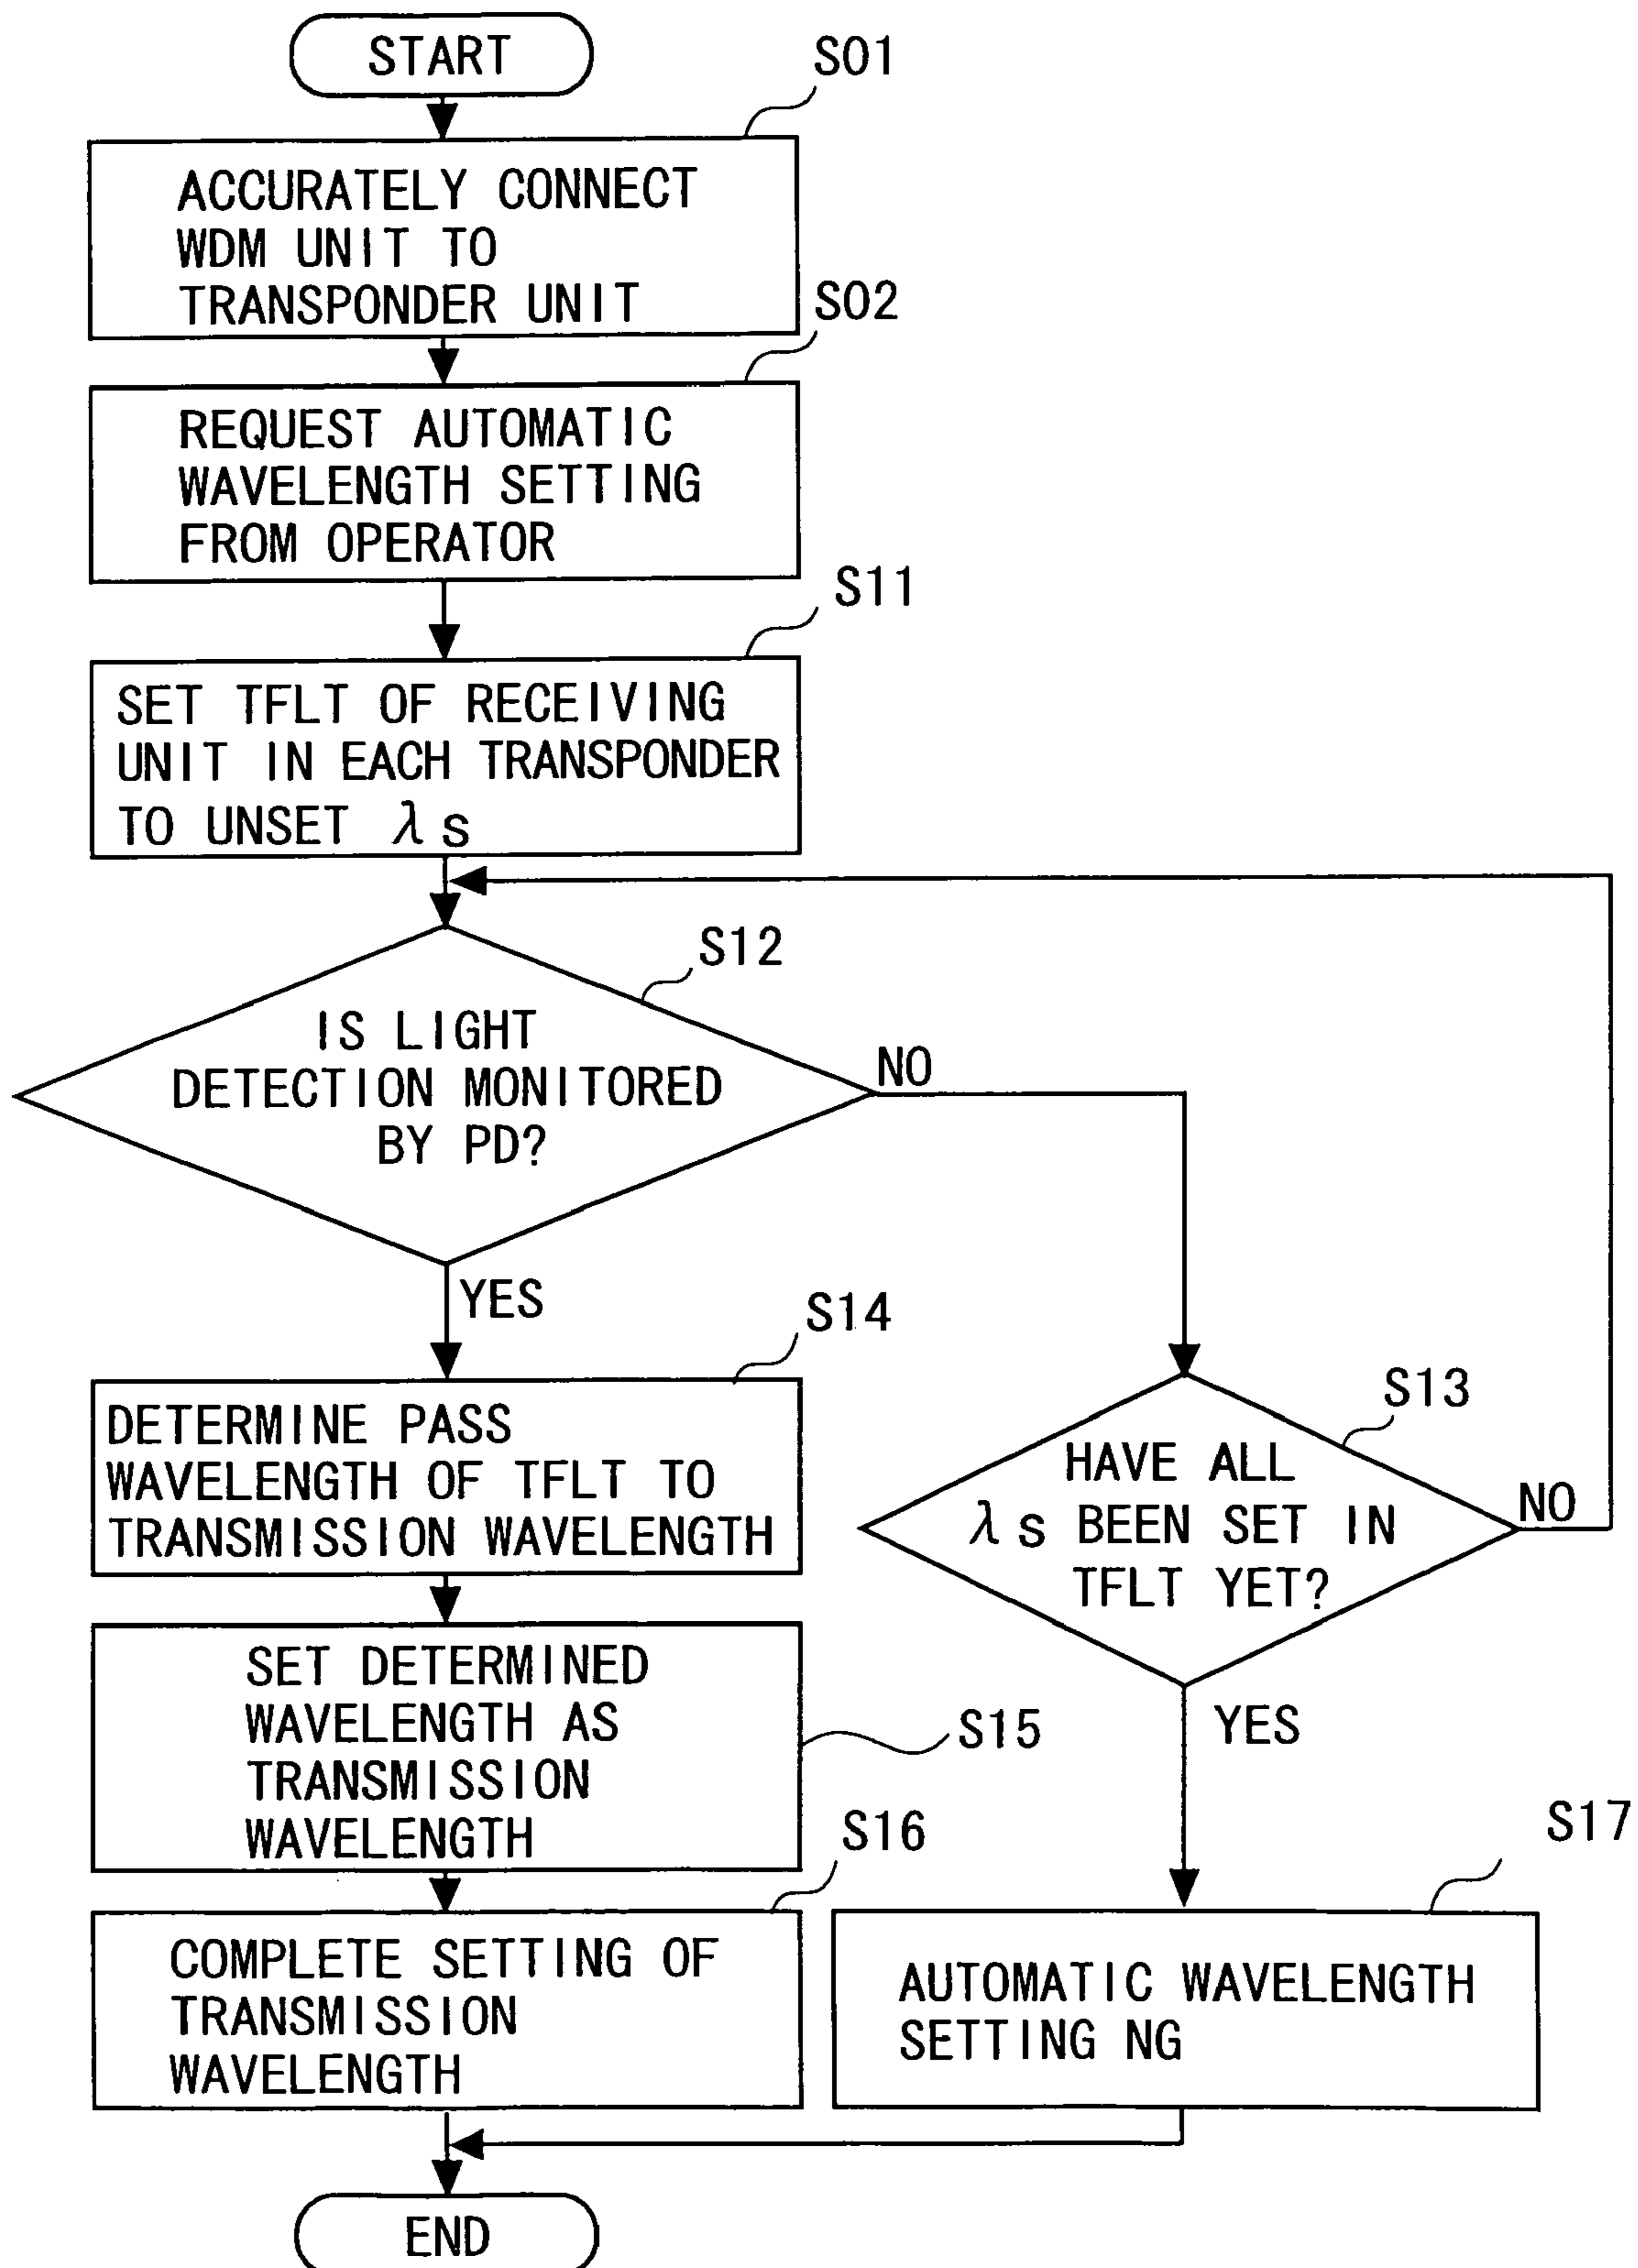 START
S01
ACCURATELY CONNECT
WDM UNIT TO
TRANSPONDER UNIT
S02
REQUEST AUTOMATIC
WAVELENGTH SETTING
FROM OPERATOR
S11
SET TFLT OF RECEIVING
UNIT IN EACH TRANSPONDER
TO UNSET λs
S12
IS LIGHT
DETECTION MONITORED
BY PD?
NO
YES
S13
HAVE ALL
λs BEEN SET IN
TFLT YET?
NO
YES
S14
DETERMINE PASS
WAVELENGTH OF TFLT TO
TRANSMISSION WAVELENGTH
S15
SET DETERMINED
WAVELENGTH AS
TRANSMISSION
WAVELENGTH
S16
COMPLETE SETTING OF
TRANSMISSION
WAVELENGTH
S17
AUTOMATIC WAVELENGTH
SETTING NG
END